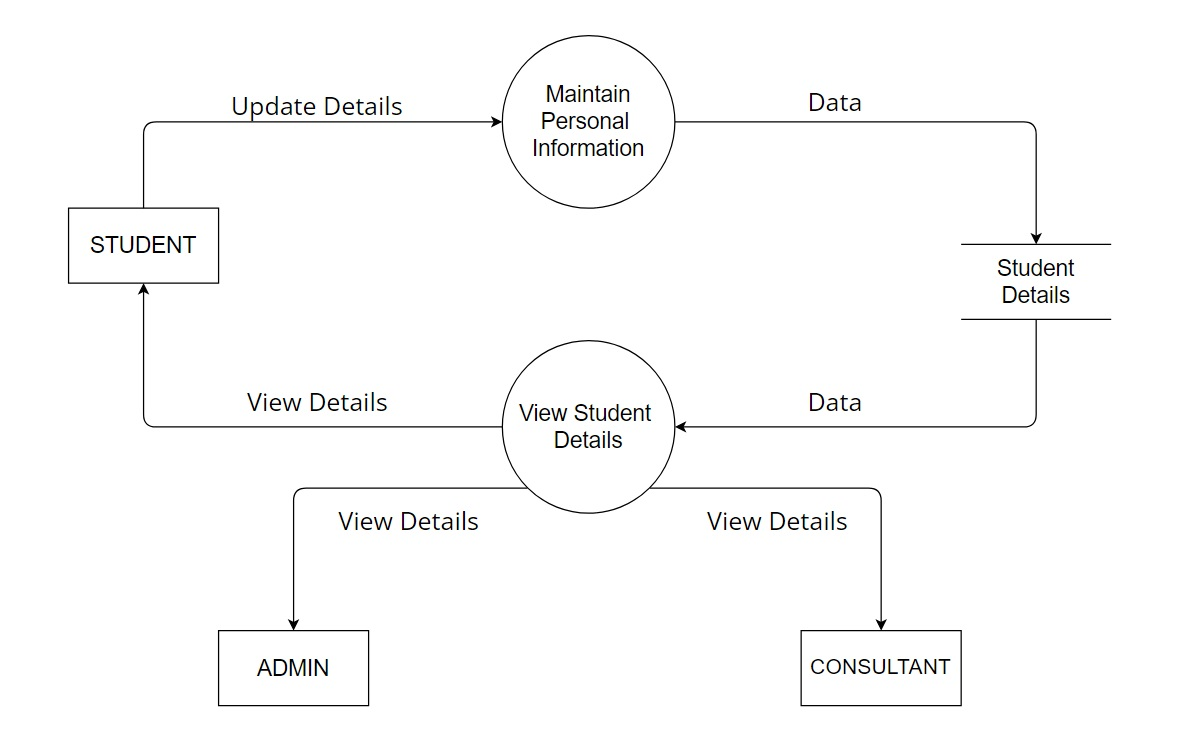 Maintain
Personal
Information
Update Details
Data
STUDENT
Student
Details
View Details
View Student
Details
Data
View Details
View Details
ADMIN
CONSULTANT